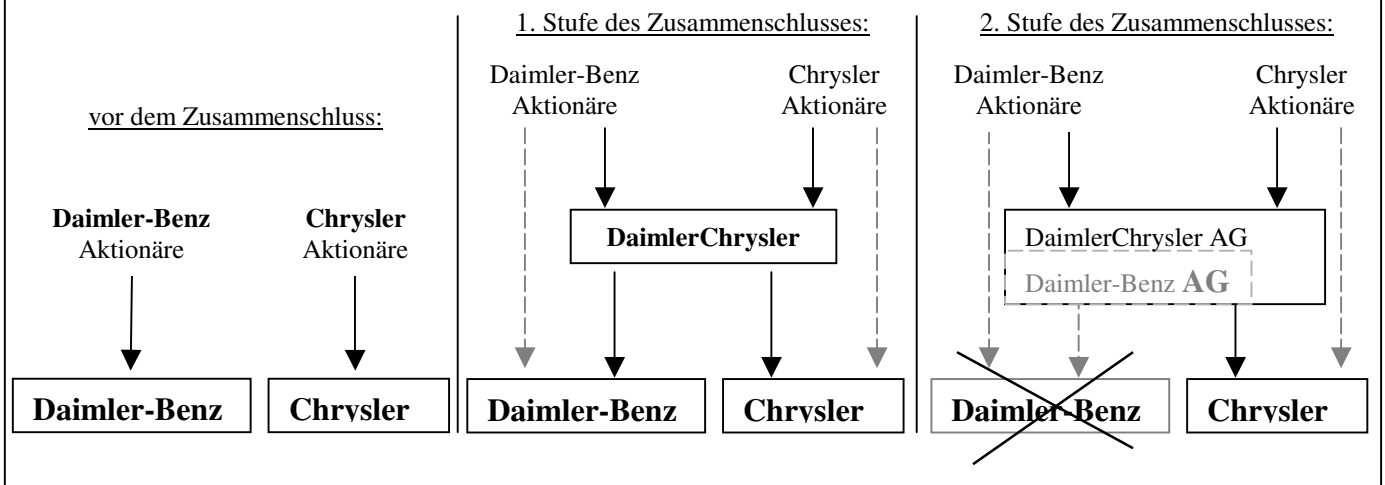 vor dem Zusammenschluss:
Daimler-Benz
Aktionäre
Chrysler
Aktionäre
Daimler-Benz
Chrysler
1. Stufe des Zusammenschlusses:
Daimler-Benz
Aktionäre
Chrysler
Aktionäre
DaimlerChrysler
Daimler-Benz
Chrysler
2. Stufe des Zusammenschlusses:
Daimler-Benz
Aktionäre
Chrysler
Aktionäre
DaimlerChrysler AG
Daimler-Benz AG
Daimler-Benz
Chrysler